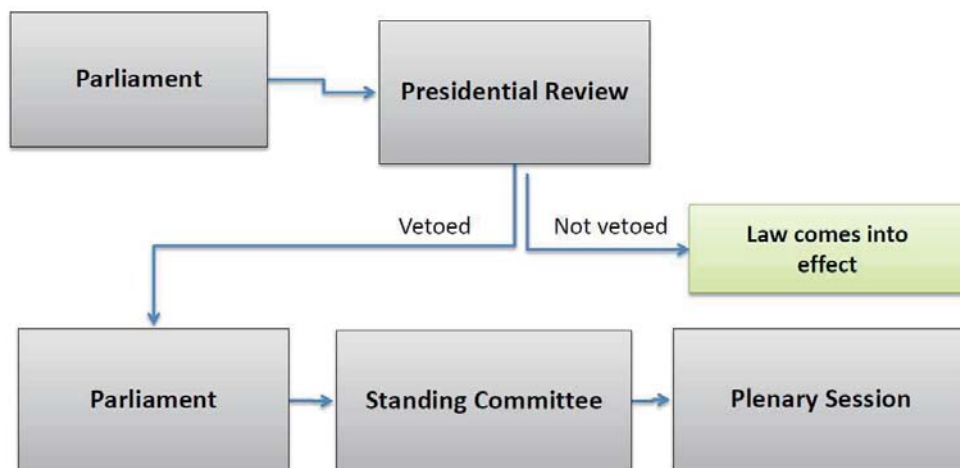 Parliament
Presidential Review
Vetoed
Not vetoed
Law comes into
effect
Parliament
Standing Committee
Plenary Session